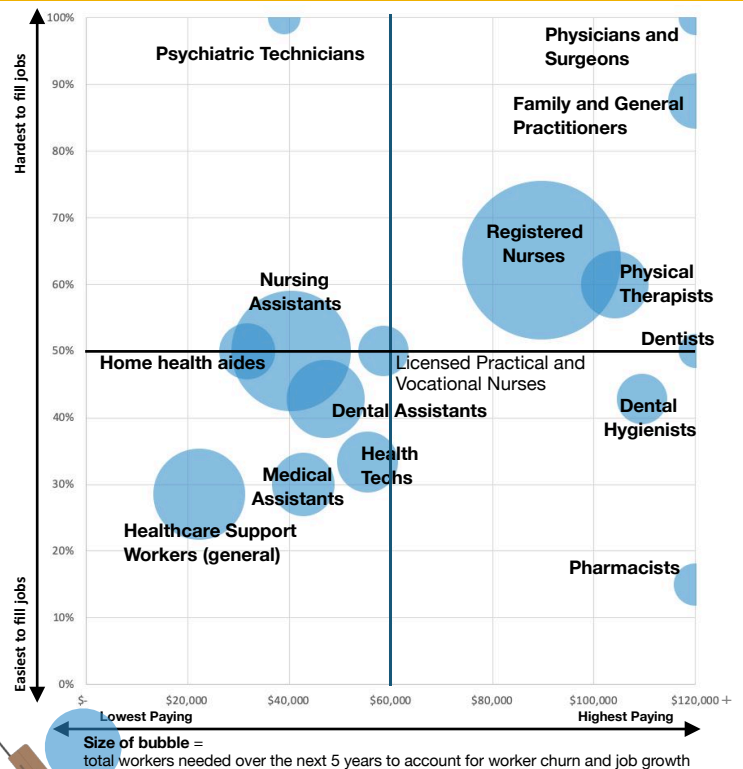 Hardest to fill jobs
Easiest to fill jobs
100%
90%
80%
70%
60%
50%
40%
30%
20%
10%
0%
Psychiatric Technicians
Physicians and
Surgeons
Family and General
Practitioners
Registered
Nurses
Physical
Therapists
Nursing
Assistants
Home health aides
Dentists
Licensed Practical and
Vocational Nurses
Dental Assistants
Dental
Hygienists
Health
Techs
Medical
Assistants
Healthcare Support
Workers (general)
Pharmacists
$-
$20,000
$40,000
$60,000
$80,000
$100,000
$120,000+
Lowest Paying
Highest Paying
Size of bubble =
total workers needed over the next 5 years to account for worker churn and job growth